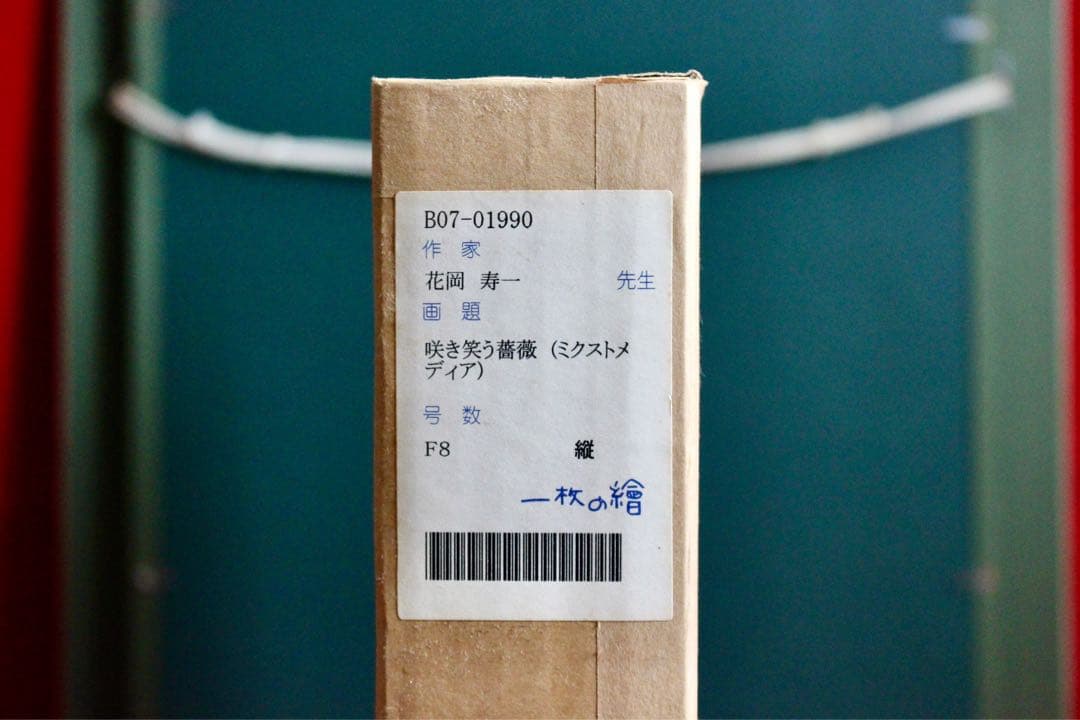 B07-01990
作 家
花岡 寿一 先生
画 題
咲き笑う薔薇 (ミクストメ
ディア)
号 数
F8 縦
一枚の繪